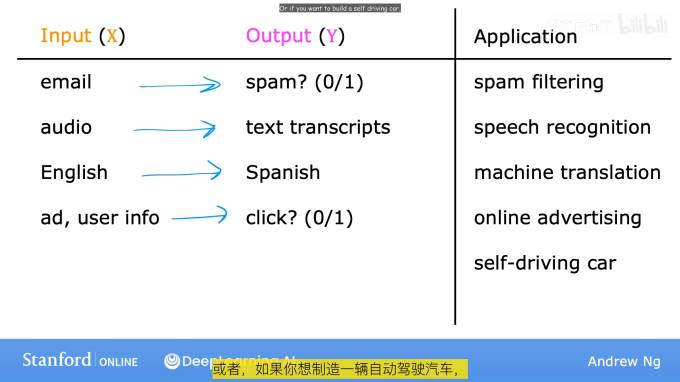 Or if you want to build a self driving car,
Input (X) Output (Y) Application
email spam? (0/1) spam filtering
audio text transcripts speech recognition
English Spanish machine translation
ad, user info click? (0/1) online advertising
self-driving car
Stanford ONLINE DeepLearning.AI Andrew Ng
或者，如果你想制造一辆自动驾驶汽车，
bilibili